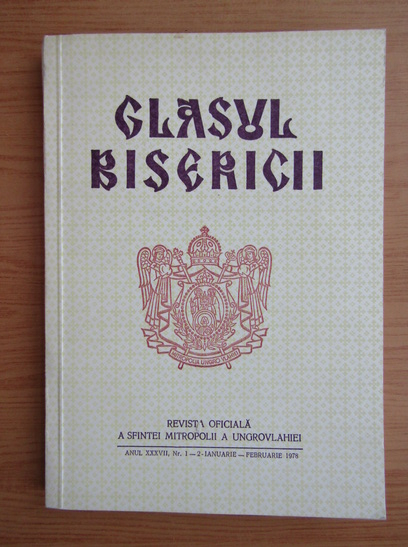 GLASUL
BISERICII
REVISTA OFICIALĂ
A SFINTEI MITROPOLII A UNGROVLAHIEI
ANUL XXXVII, Nr. 1 — 2 - IANUARIE — FEBRUARIE 1978